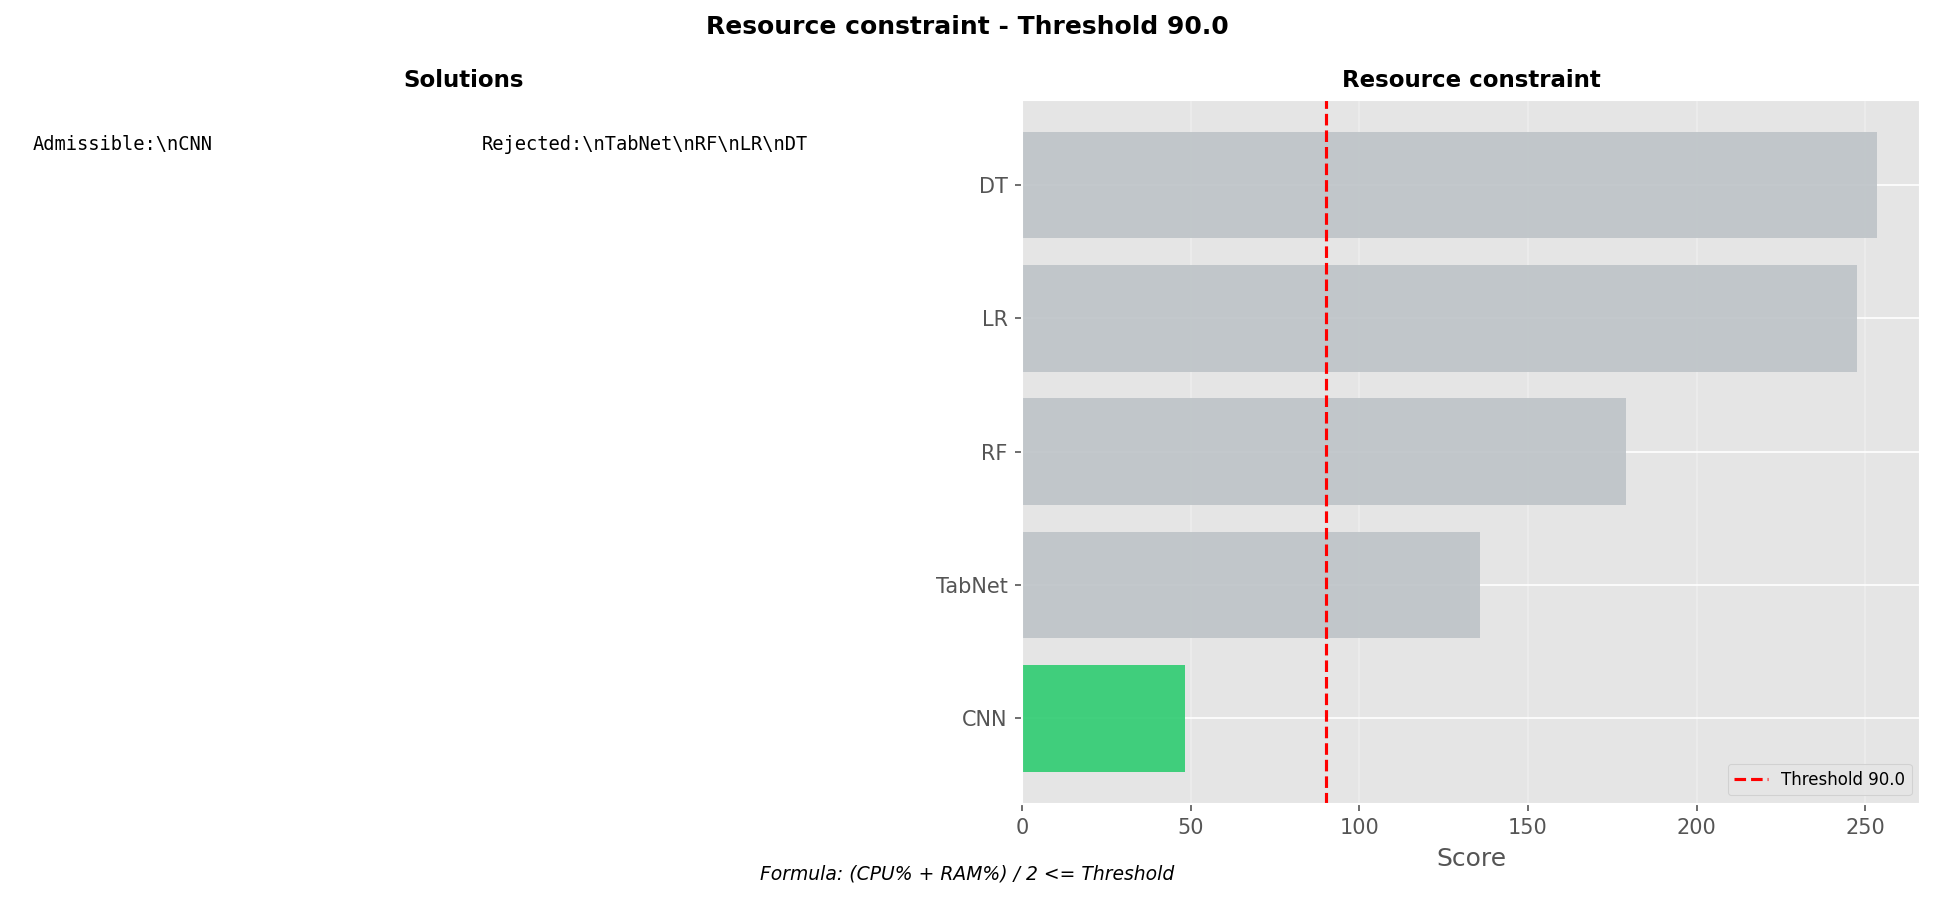 Resource constraint - Threshold 90.0
Solutions
Admissible:\nCNN
Rejected:\nTabNet\nRF\nLR\nDT
Resource constraint
DT
LR
RF
TabNet
CNN
Threshold 90.0
0 50 100 150 200 250
Score
Formula: (CPU% + RAM%) / 2 <= Threshold